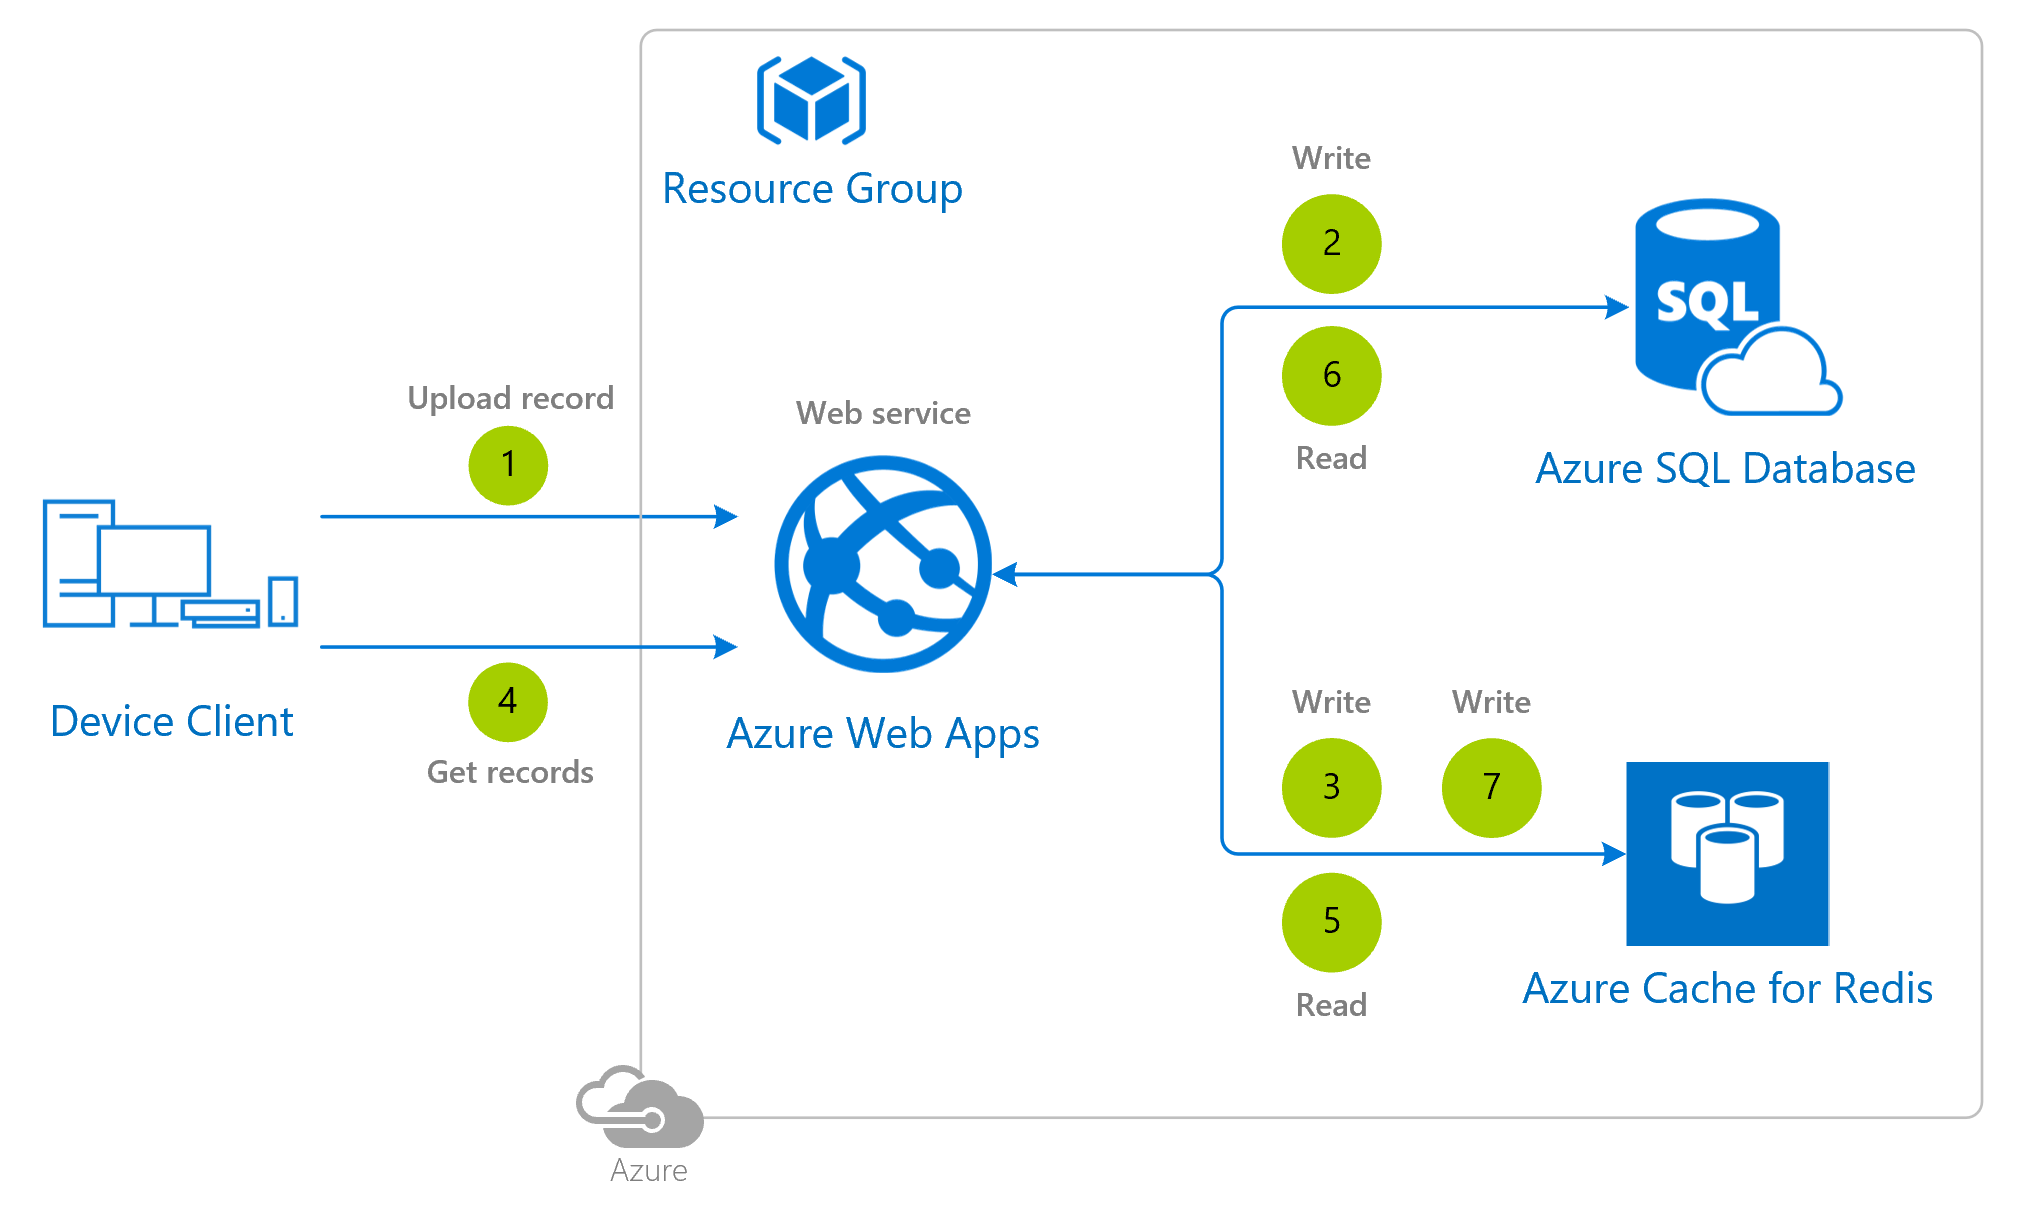 Resource Group
Upload record
1
Device Client
4
Get records
Web service
Azure Web Apps
Write
2
6
Read
SQL
Azure SQL Database
Write
Write
3
7
5
Read
Azure Cache for Redis
Azure